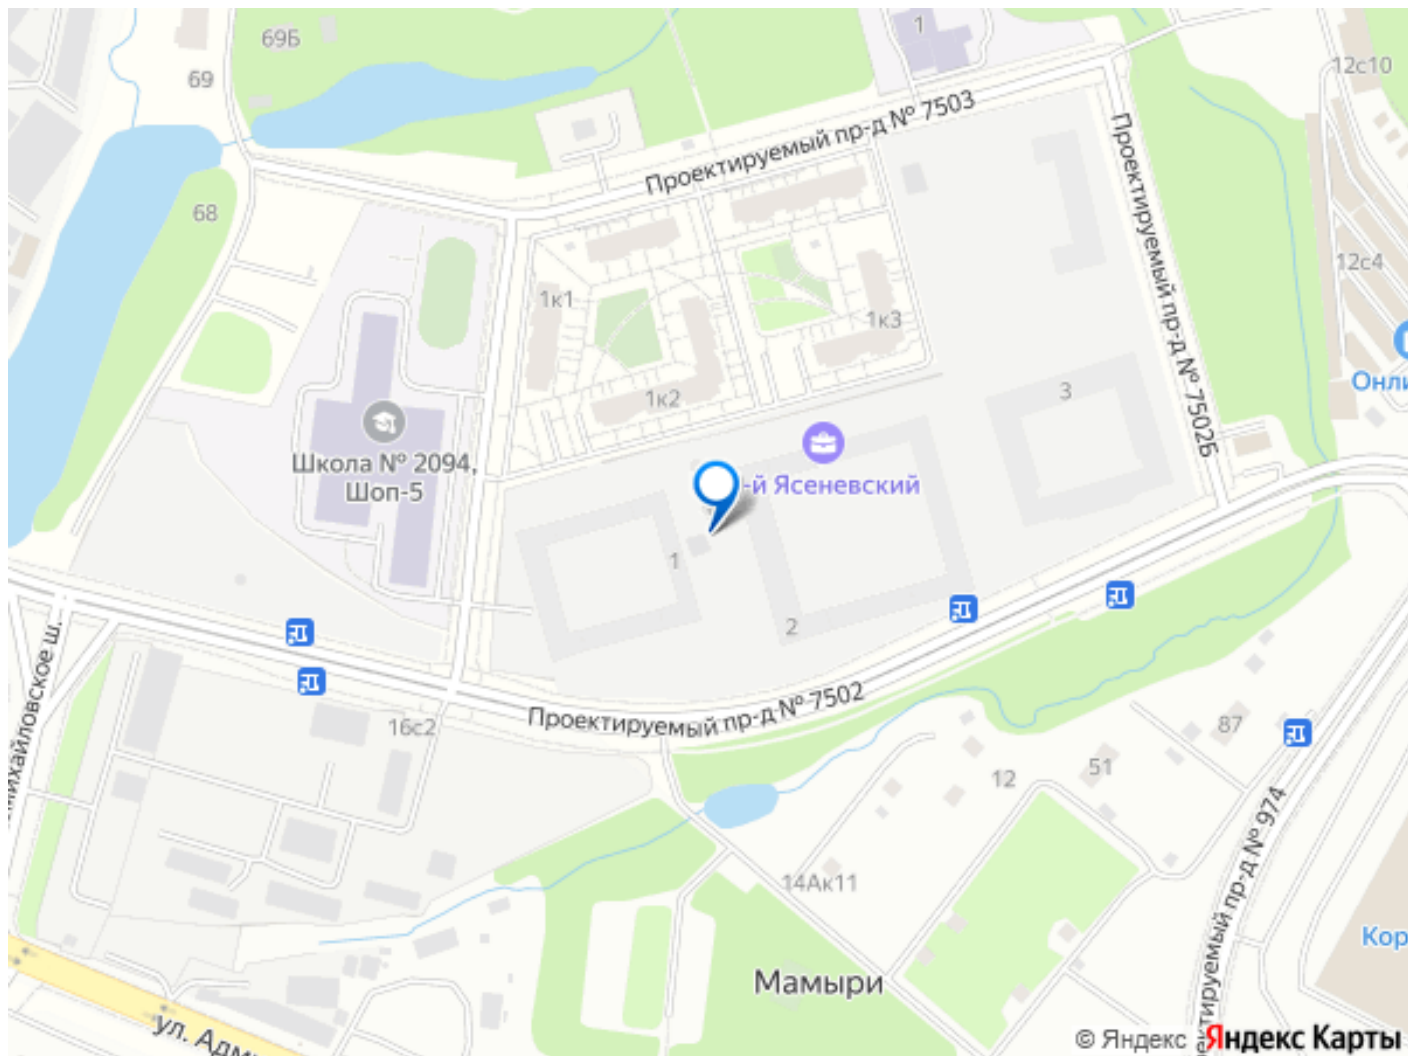 69Б
1
12с10
69
Проектируемый пр-д № 7503
Проектируемый пр-д № 7502Б
68
12с4
1к1
1к3
Онли
1к2
3
Школа № 2094,
Шоп-5
-й Ясеневский
1
2
михайловское ш.
16с2
Проектируемый пр-д № 7502
87
51
12
14Ак11
Проектируемый пр-д № 974
Кор
Мамыри
ул. Адм
© Яндекс Яндекс Карты